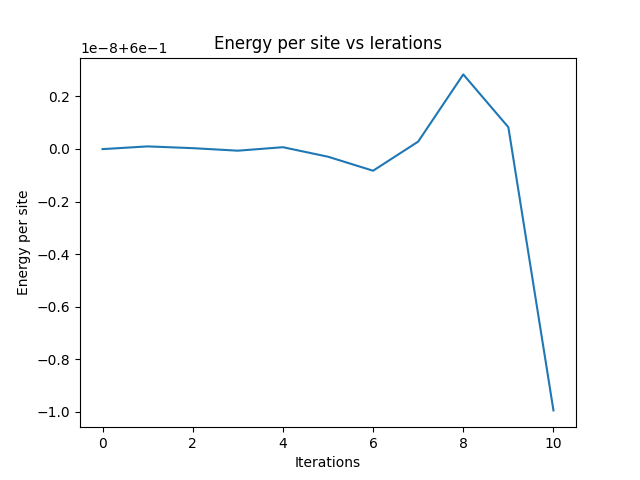 Energy per site vs Ierations
1e−8+6e−1
0.2
0.0
−0.2
−0.4
−0.6
−0.8
−1.0
Energy per site
0 2 4 6 8 10
Iterations